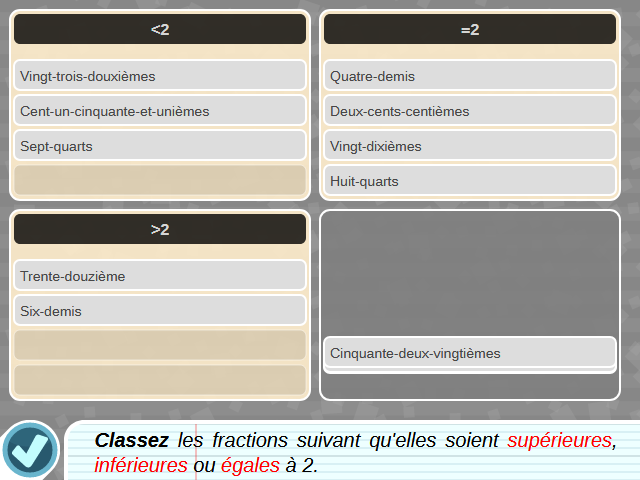 <2
Vingt-trois-douxièmes
Cent-un-cinquante-et-unièmes
Sept-quarts
=2
Quatre-demis
Deux-cents-centièmes
Vingt-dixièmes
Huit-quarts
>2
Trente-douzième
Six-demis
Cinquante-deux-vingtièmes
Classez les fractions suivant qu'elles soient supérieures,
inférieures ou égales à 2.